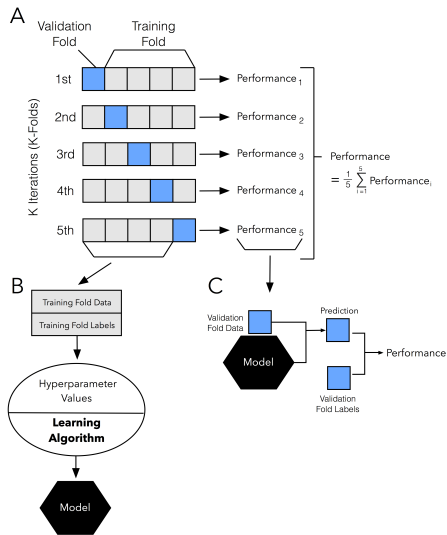 A
Validation
Fold
Training
Fold
K Iterations (K-Folds)
1st
Performance 1
2nd
Performance 2
3rd
Performance 3
4th
Performance 4
5th
Performance 5
Performance
= 1/5 5 ∑ i=1 Performance i
B
Training Fold Data
Training Fold Labels
Hyperparameter
Values
Learning
Algorithm
Model
C
Validation
Fold Data
Model
Prediction
Validation
Fold Labels
Performance